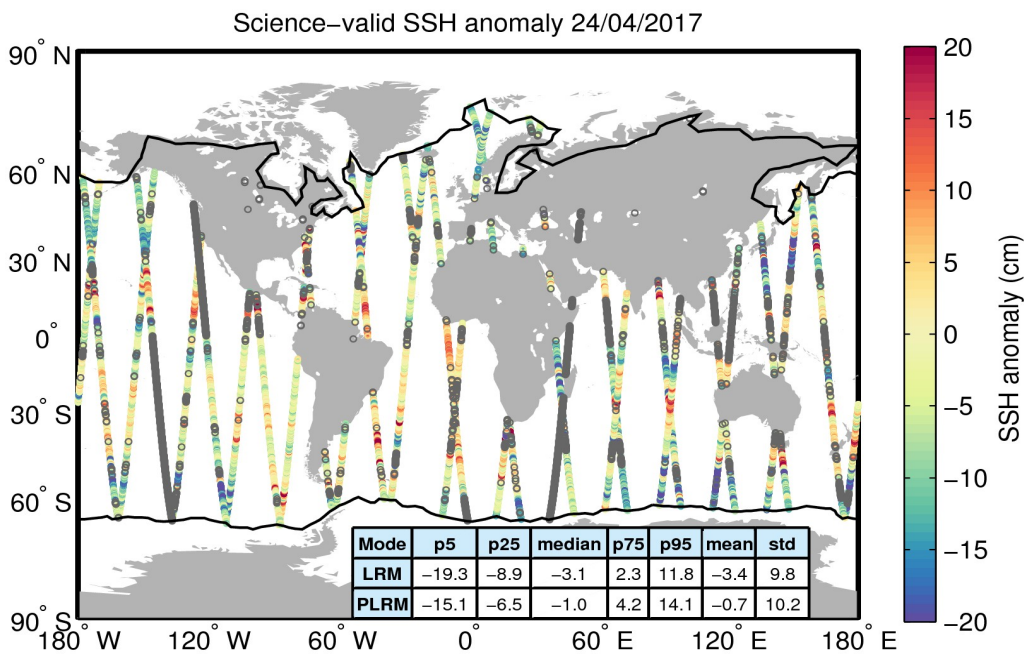 Science−valid SSH anomaly 24/04/2017
90° N
60° N
30° N
0°
30° S
60° S
90° S
180° W
120° W
60° W
0°
60° E
120° E
180° E
Mode p5 p25 median p75 p95 mean std
LRM −19.3 −8.9 −3.1 2.3 11.8 −3.4 9.8
PLRM −15.1 −6.5 −1.0 4.2 14.1 −0.7 10.2
20
15
10
5
0
−5
−10
−15
−20
SSH anomaly (cm)